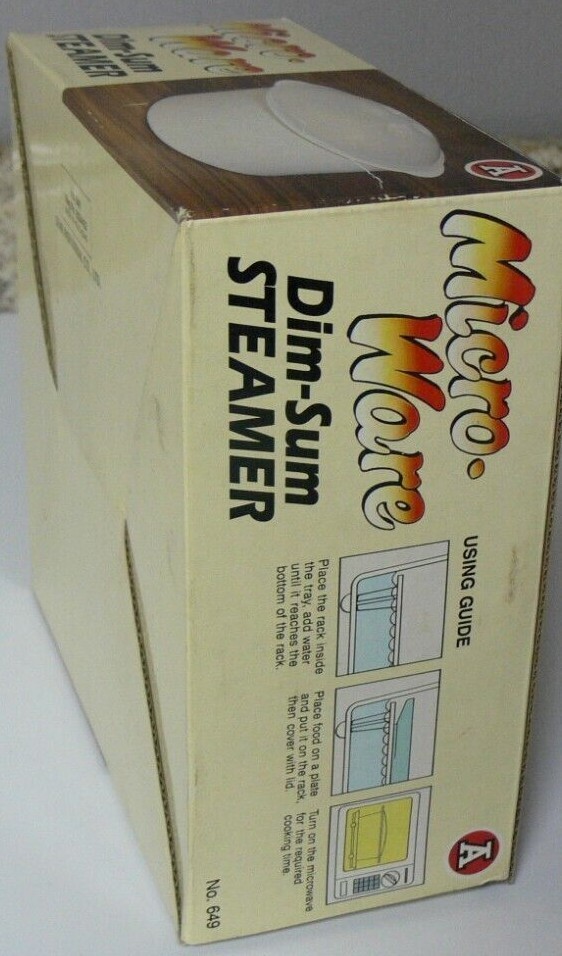 Micro-
Ware
Dim-Sum
STEAMER
A
Micro-
Ware
Dim-Sum
STEAMER
USING GUIDE
Place the rack inside
the tray, add water
until it reaches the
bottom of the rack.
Place food on a plate
and put it on the rack,
then cover with lid.
Turn on the microwave
for the required
cooking time.
A
No. 649